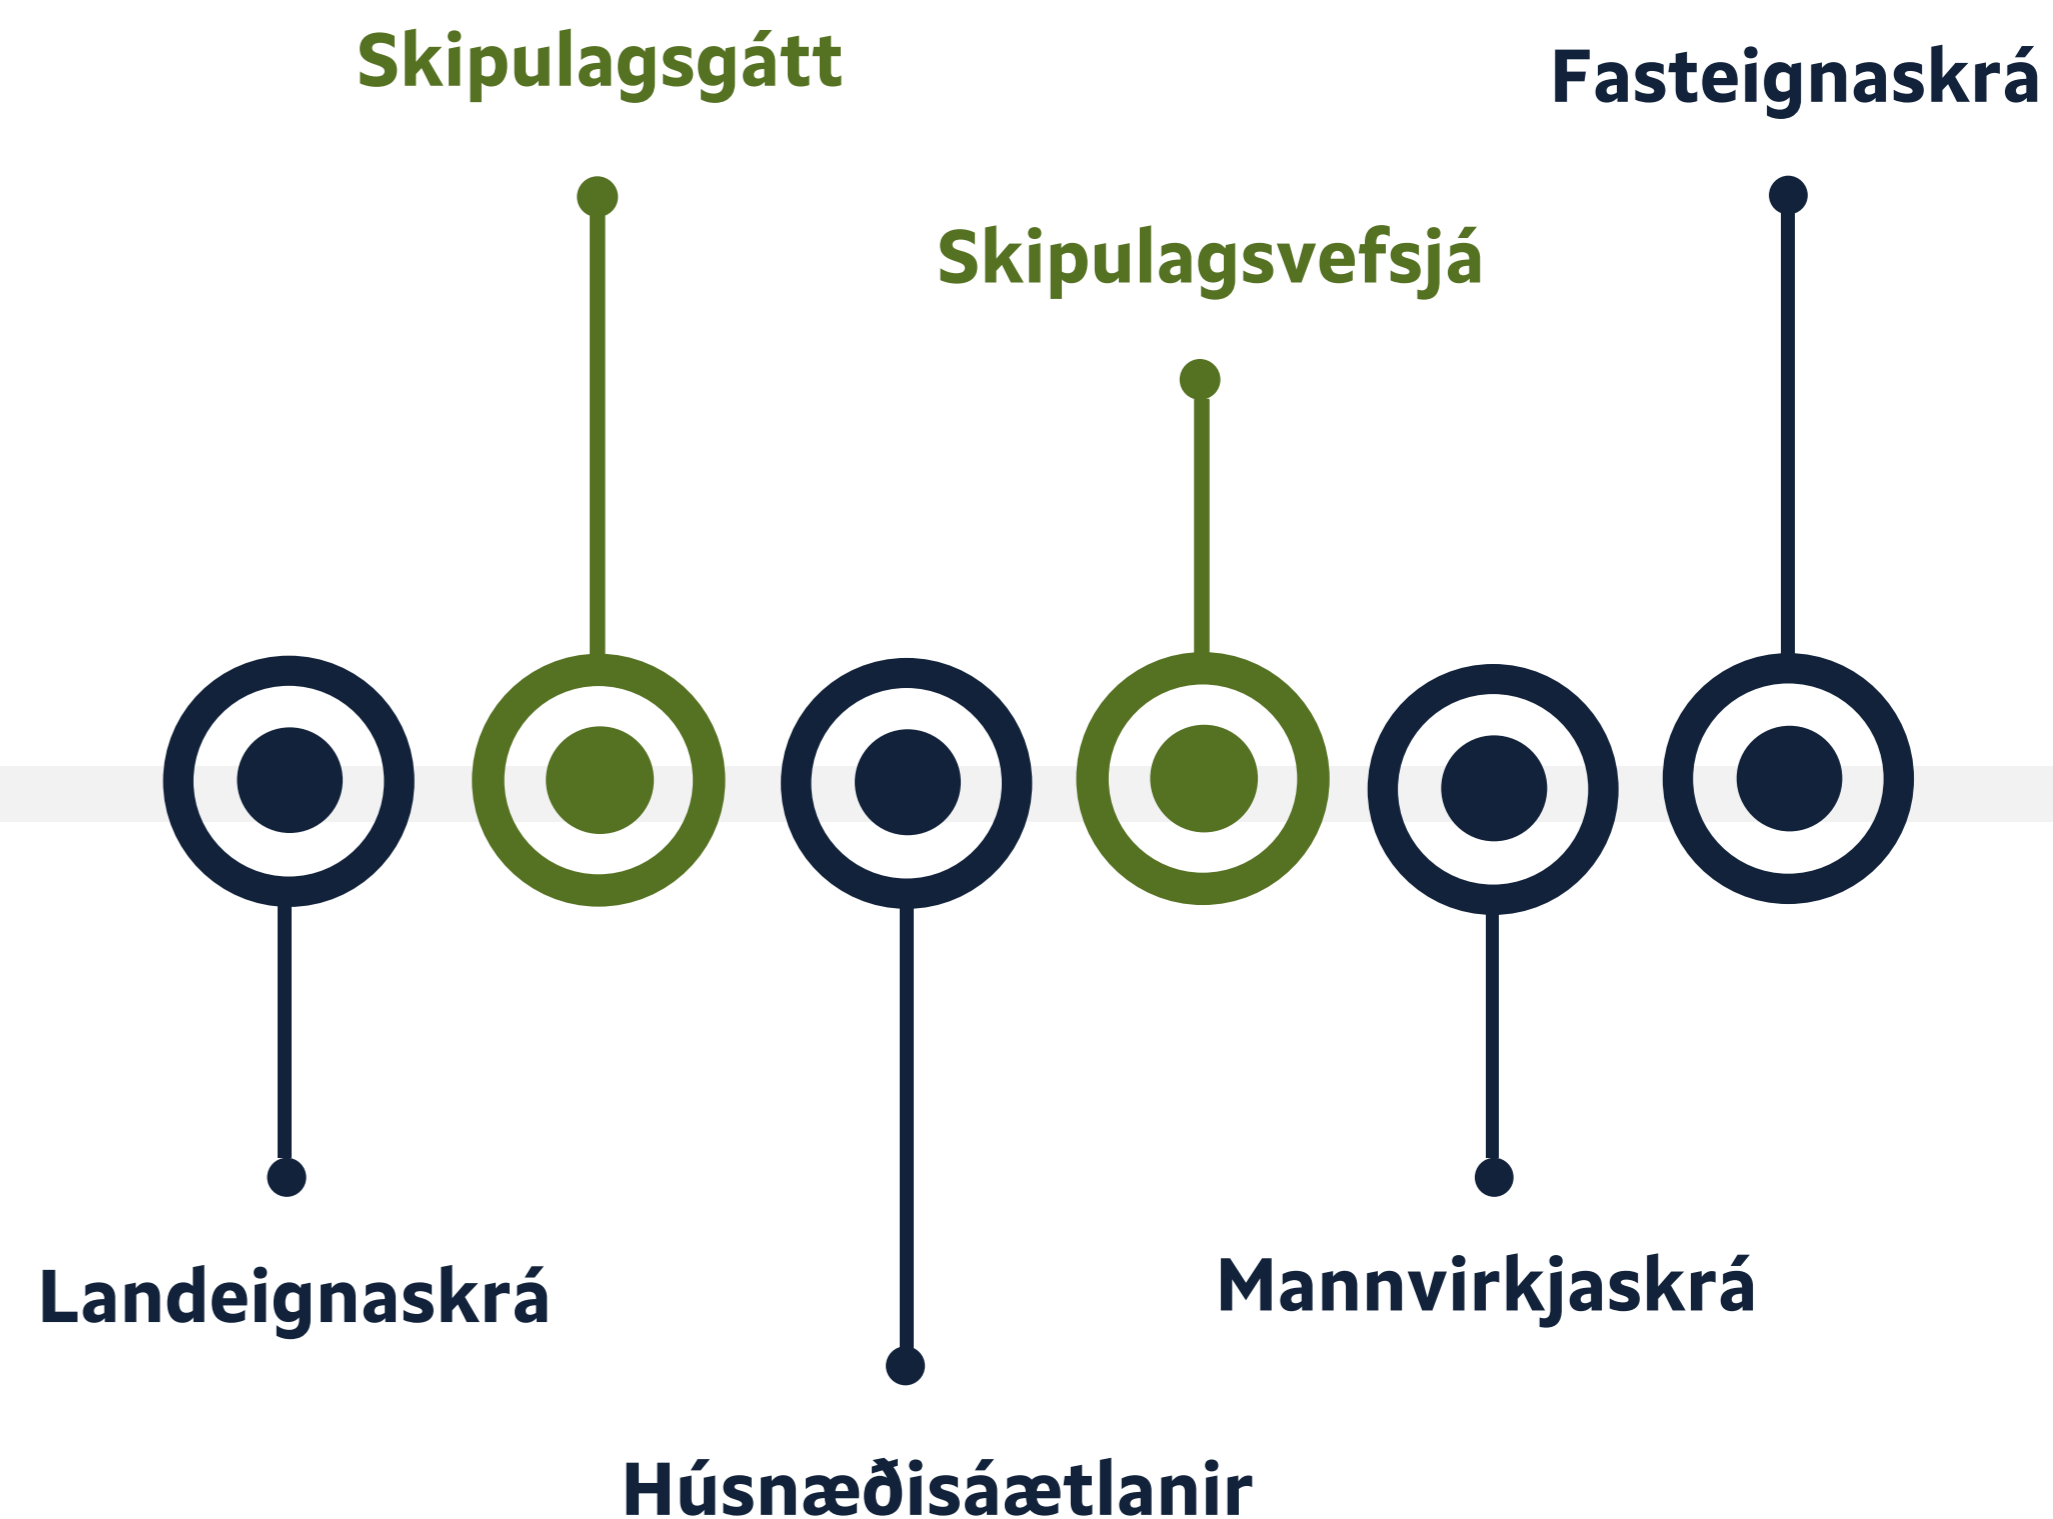 Skipulagsgátt
Fasteignaskrá
Skipulagsvefsjá
Landeignaskrá
Mannvirkjaskrá
Húsnæðisáætlanir